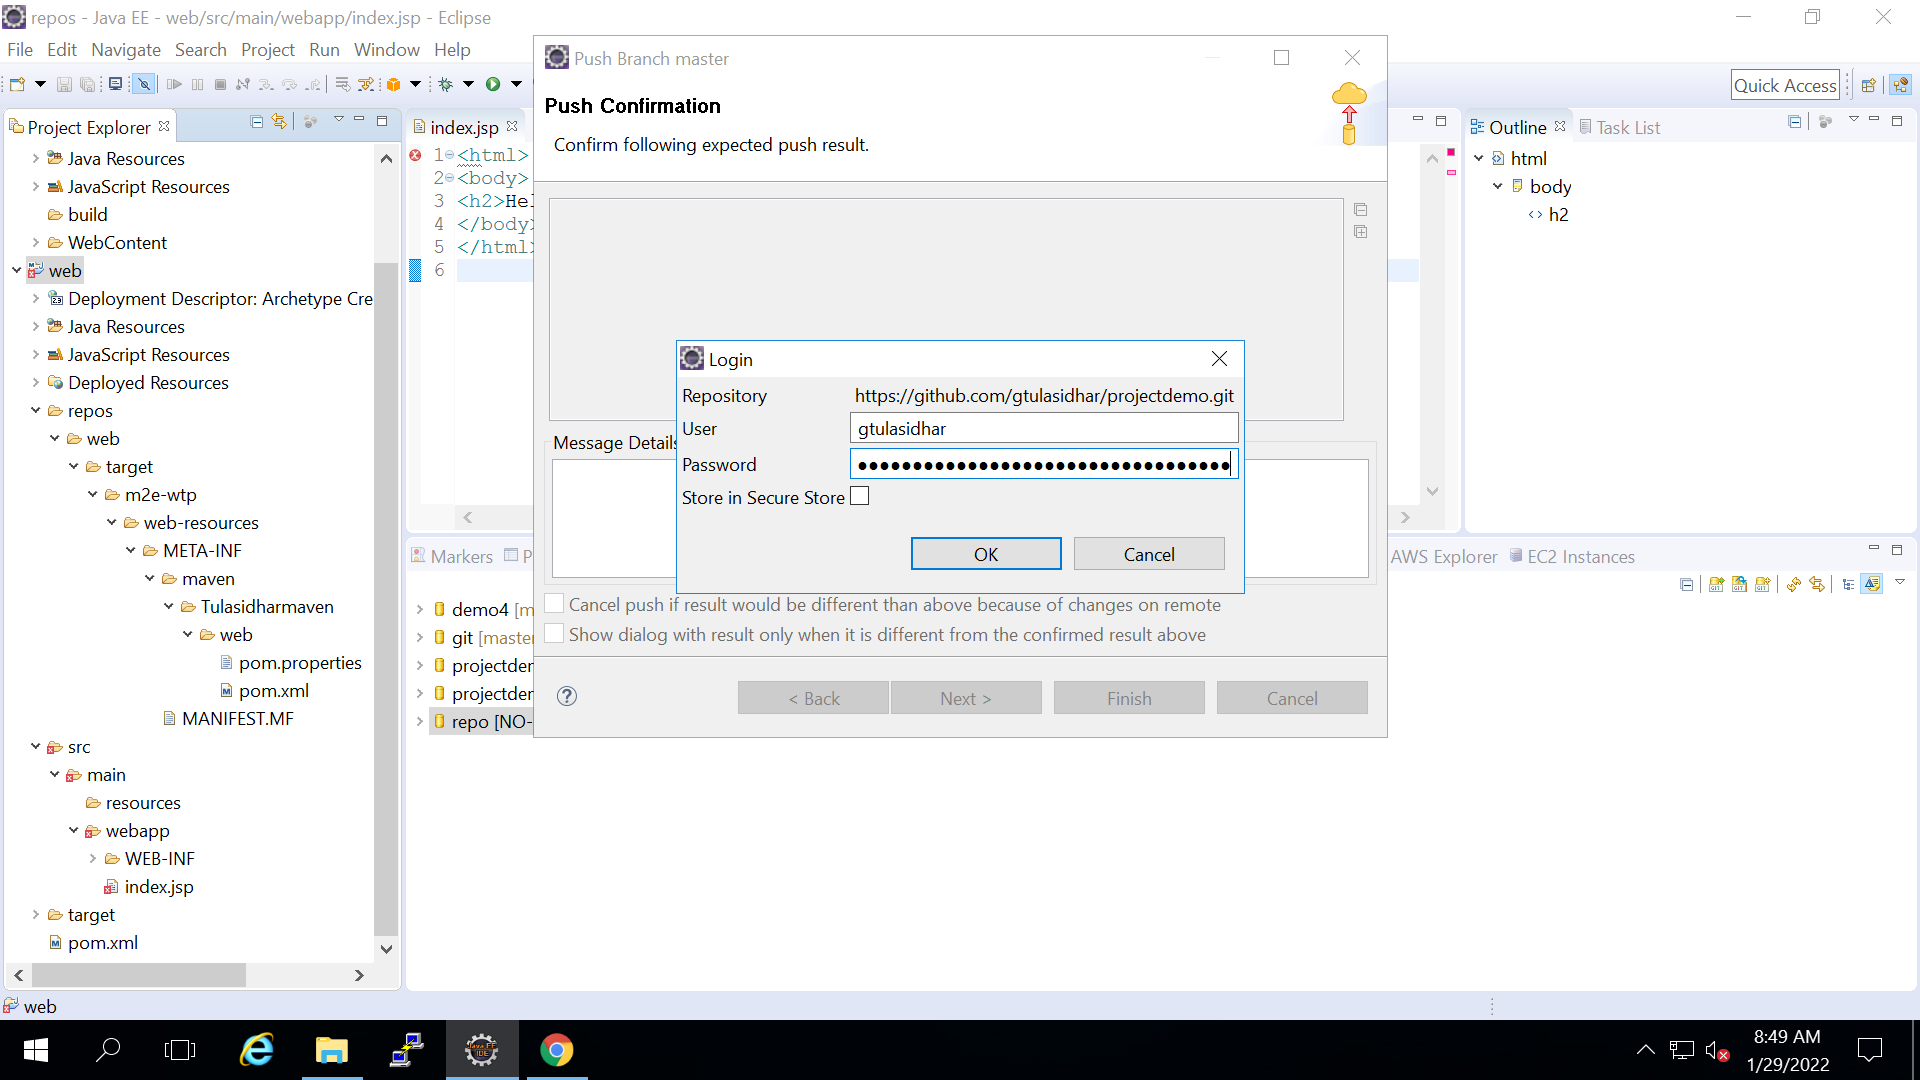 repos - Java EE - web/src/main/webapp/index.jsp - Eclipse
File Edit Navigate Search Project Run Window Help
Quick Access
Project Explorer
Java Resources
JavaScript Resources
build
WebContent
web
Deployment Descriptor: Archetype Cre
Java Resources
JavaScript Resources
Deployed Resources
repos
web
target
m2e-wtp
web-resources
META-INF
maven
Tulasidharmaven
web
pom.properties
pom.xml
MANIFEST.MF
src
main
resources
webapp
WEB-INF
index.jsp
target
pom.xml
web
index.jsp
1 <html>
2 <body>
3 <h2>Hel
4 </body>
5 </html>
6
Push Branch master
Push Confirmation
Confirm following expected push result.
Message Details
Cancel push if result would be different than above because of changes on remote
Show dialog with result only when it is different from the confirmed result above
< Back Next > Finish Cancel
Login
Repository https://github.com/gtulasidhar/projectdemo.git
User gtulasidhar
Password ●●●●●●●●●●●●●●●●●●●●●●●●●●●●●●●●●●
Store in Secure Store
OK Cancel
Outline Task List
html
body
h2
Markers P
AWS Explorer EC2 Instances
demo4 [m
git [master
projectder
projectder
repo [NO-
8:49 AM
1/29/2022